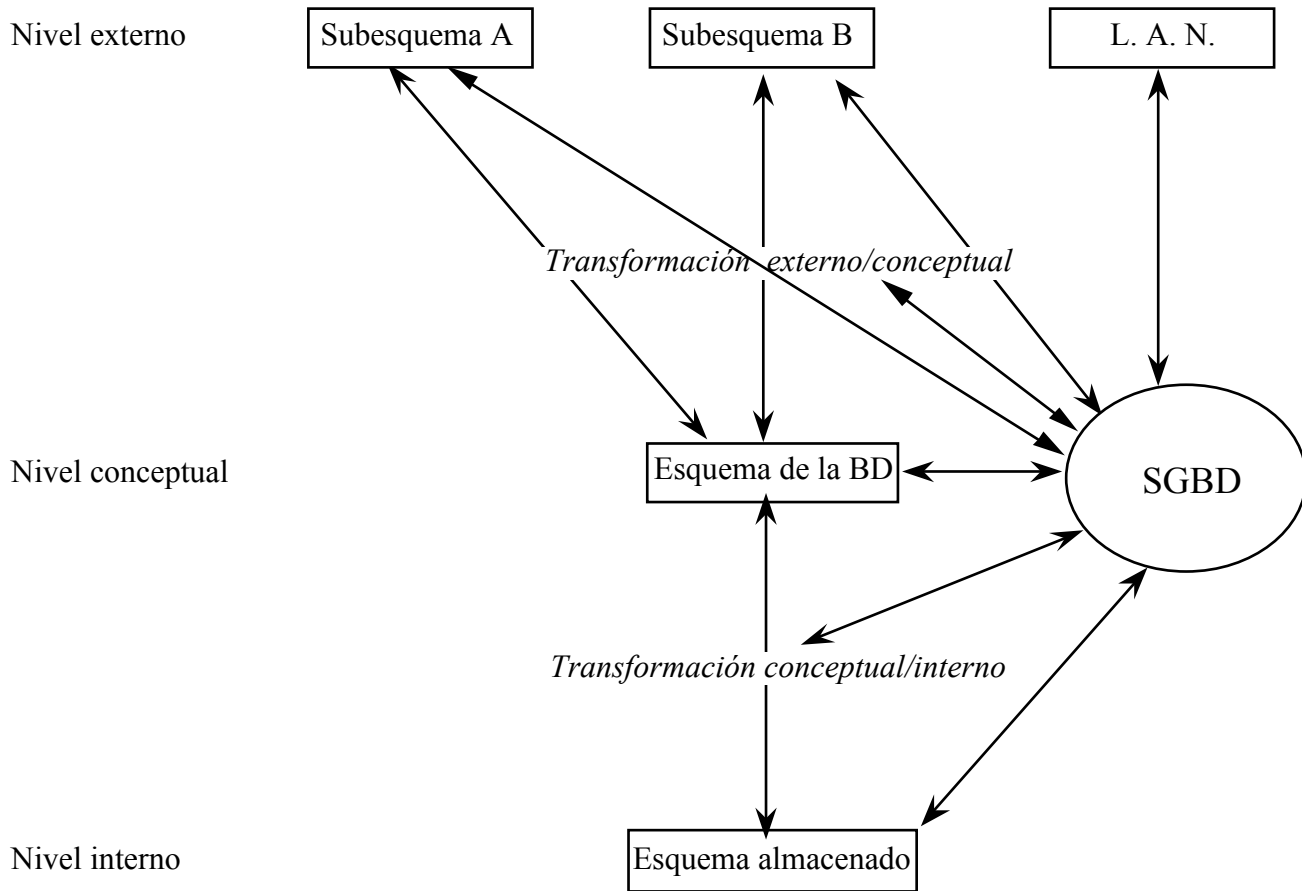 Nivel externo
Subesquema A
Subesquema B
L. A. N.
Transformación externo/conceptual
Nivel conceptual
Esquema de la BD
SGBD
Transformación conceptual/interno
Nivel interno
Esquema almacenado